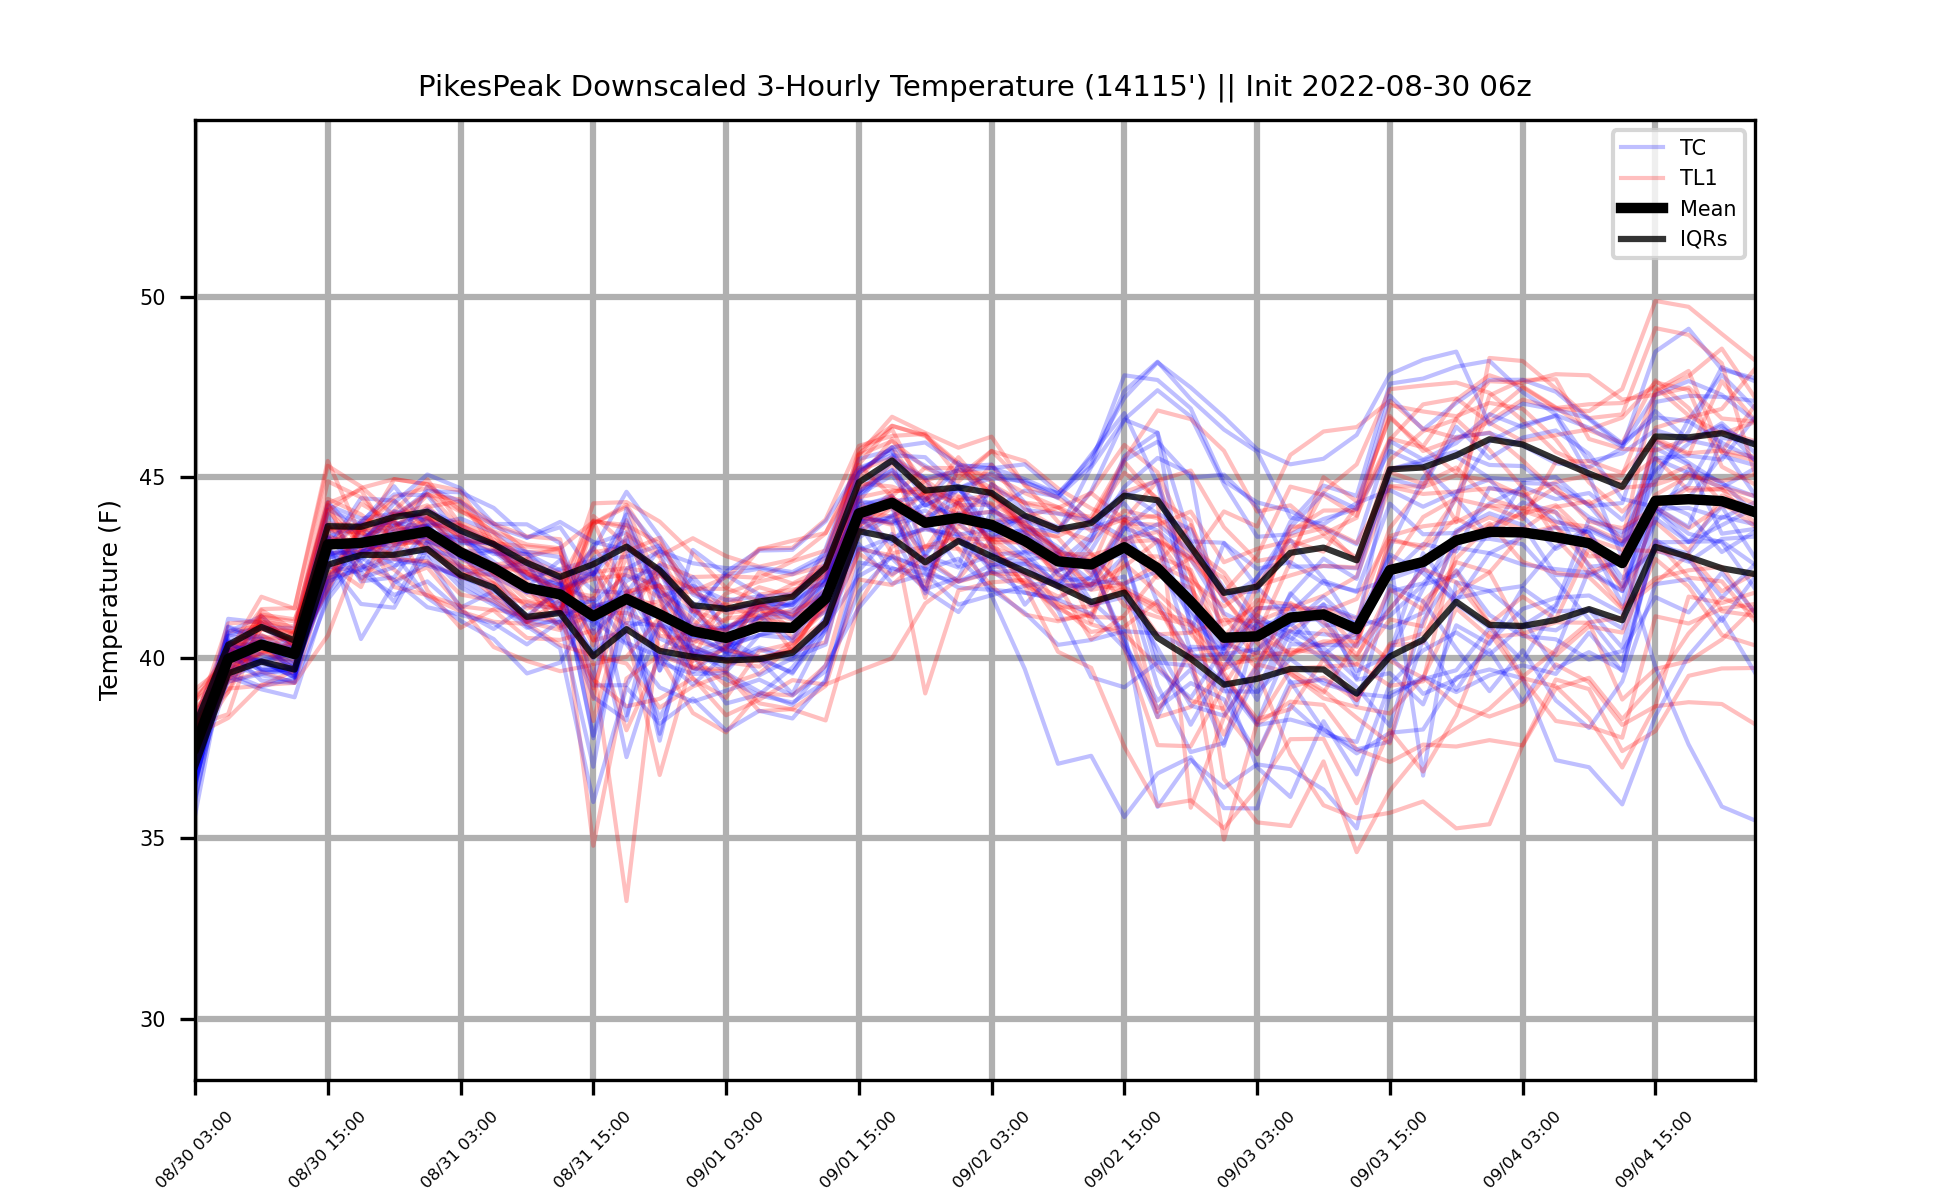 PikesPeak Downscaled 3-Hourly Temperature (14115') || Init 2022-08-30 06z
TC
TL1
Mean
IQRs
Temperature (F)
50
45
40
35
30
08/30 03:00
08/30 15:00
08/31 03:00
08/31 15:00
09/01 03:00
09/01 15:00
09/02 03:00
09/02 15:00
09/03 03:00
09/03 15:00
09/04 03:00
09/04 15:00